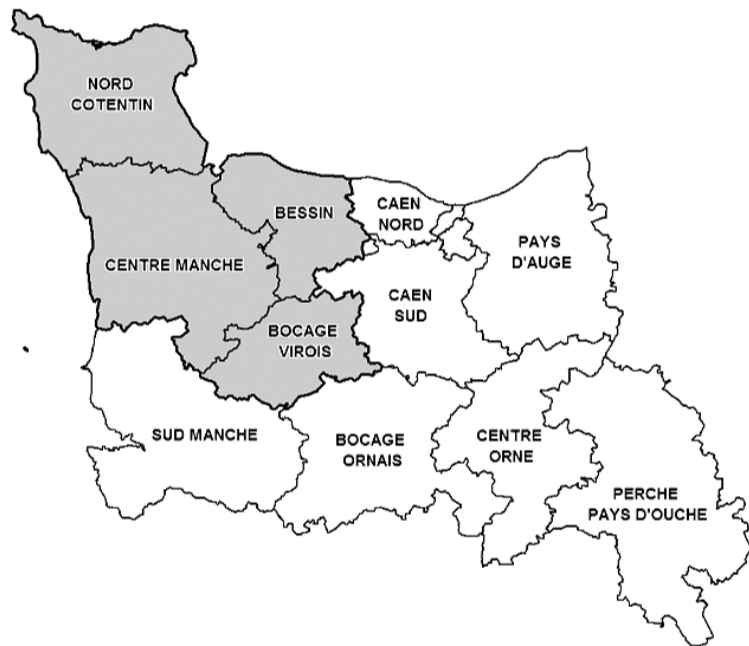 NORD
COTENTIN
BESSIN
CAEN
NORD
PAYS
D'AUGE
CENTRE MANCHE
CAEN
SUD
BOCAGE
VIROIS
SUD MANCHE
BOCAGE
ORNAIS
CENTRE
ORNE
PERCHE
PAYS D'OUCHE